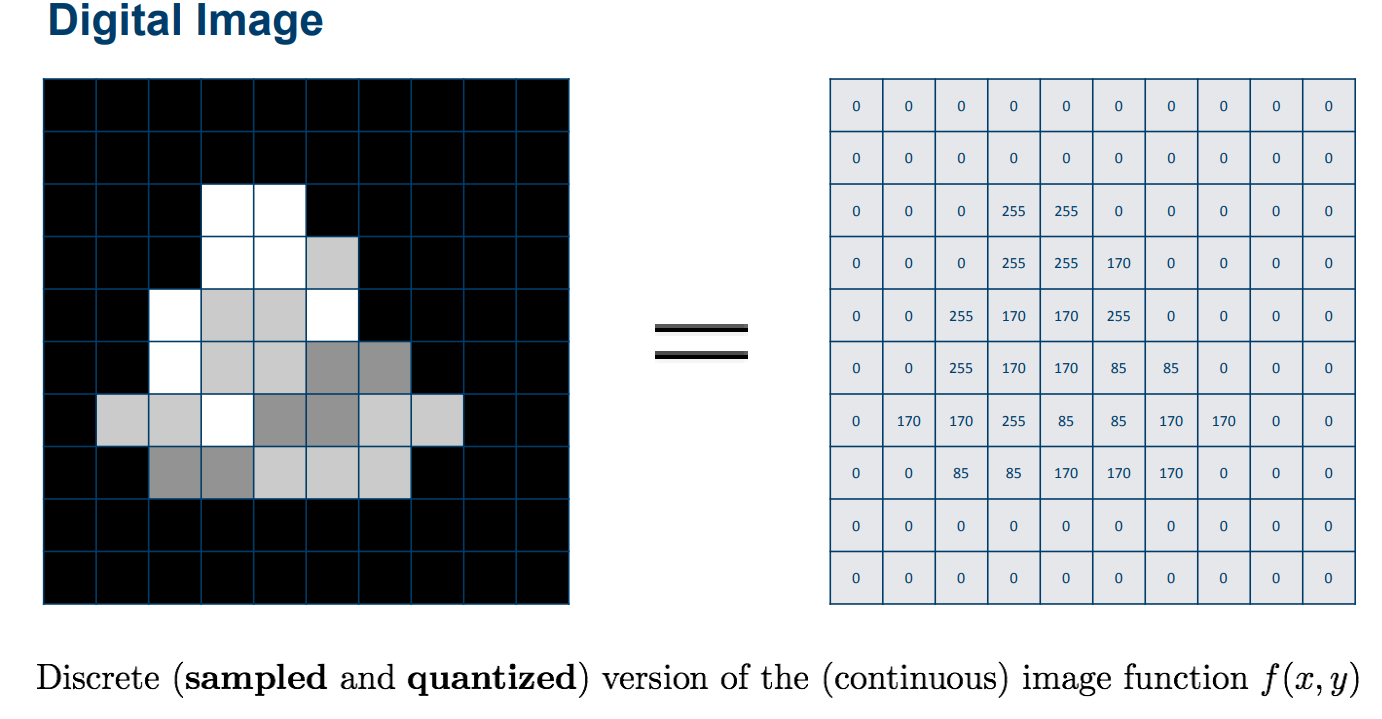 Digital Image
0 0 0 0 0 0 0 0 0 0
0 0 0 0 0 0 0 0 0 0
0 0 0 255 255 0 0 0 0 0
0 0 0 255 255 170 0 0 0 0
0 0 255 170 170 255 0 0 0 0
0 0 255 170 170 85 85 0 0 0
0 170 170 255 85 85 170 170 0 0
0 0 85 85 170 170 170 0 0 0
0 0 0 0 0 0 0 0 0 0
0 0 0 0 0 0 0 0 0 0
Discrete (sampled and quantized) version of the (continuous) image function f(x, y)